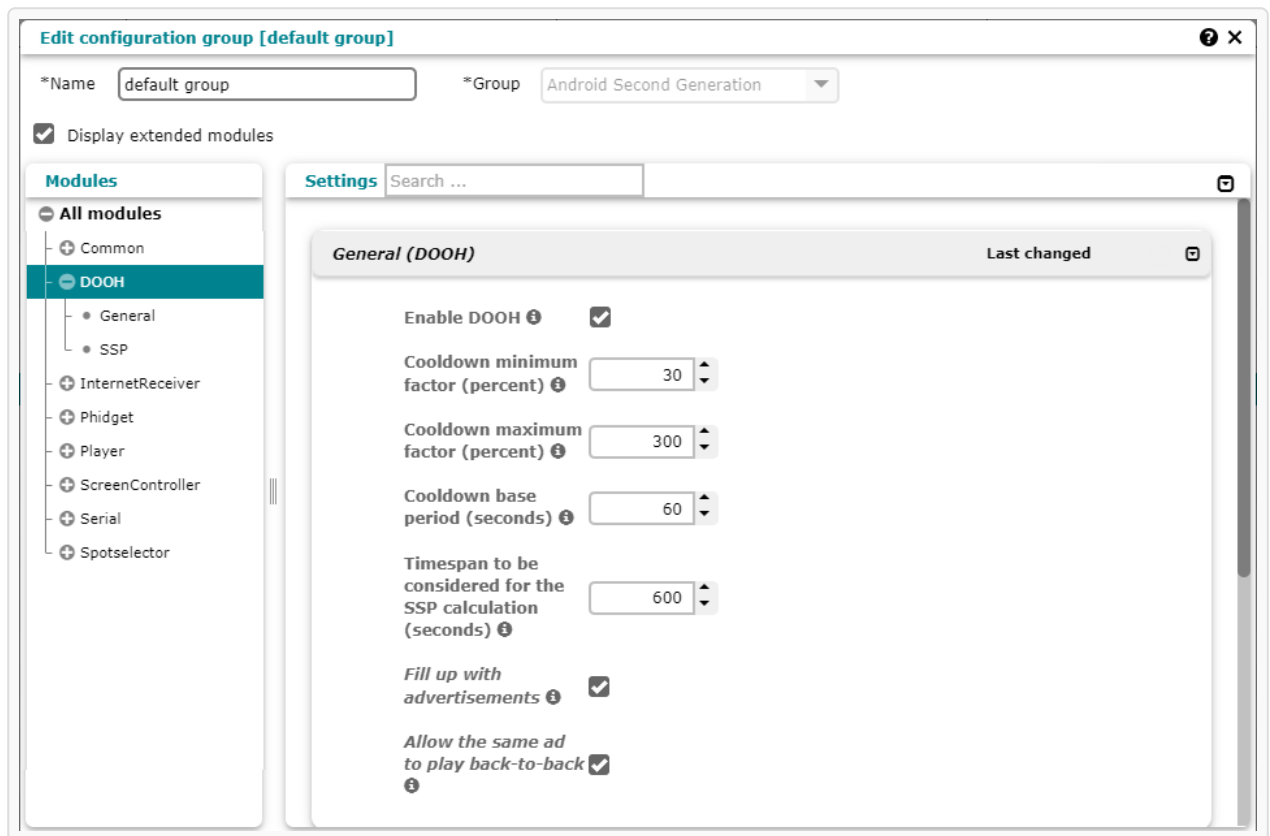 Edit configuration group [default group]
*Name default group *Group Android Second Generation
Display extended modules
Modules
All modules
Common
DOOH
General
SSP
InternetReceiver
Phidget
Player
ScreenController
Serial
Spotselector
Settings Search ...
General (DOOH) Last changed
Enable DOOH
Cooldown minimum
factor (percent) 30
Cooldown maximum
factor (percent) 300
Cooldown base
period (seconds) 60
Timespan to be
considered for the
SSP calculation 600
(seconds)
Fill up with
advertisements
Allow the same ad
to play back-to-back